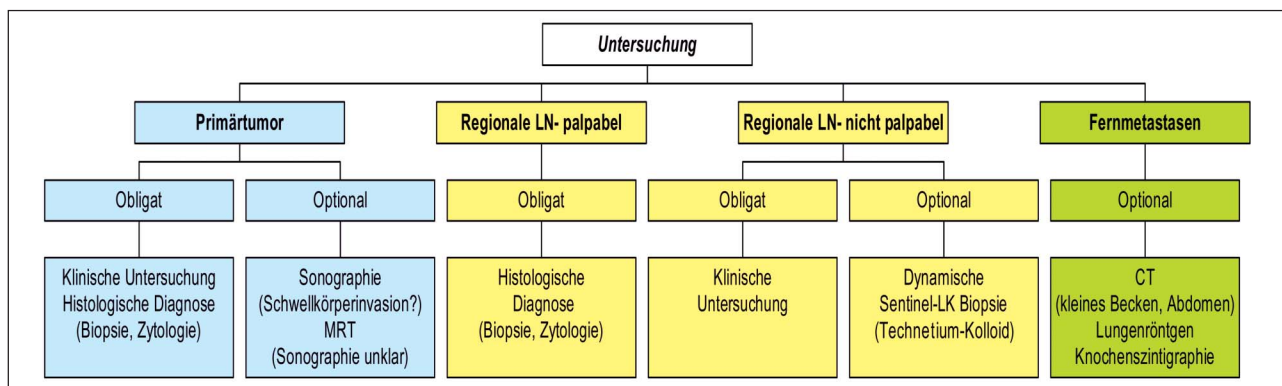 Untersuchung
Primärtumor
Regionale LN- palpabel
Regionale LN- nicht palpabel
Fernmetastasen
Obligat
Optional
Obligat
Obligat
Optional
Optional
Klinische Untersuchung
Histologische Diagnose
(Biopsie, Zytologie)
Sonographie
(Schwellkörperinvasion?)
MRT
(Sonographie unklar)
Histologische
Diagnose
(Biopsie, Zytologie)
Klinische
Untersuchung
Dynamische
Sentinel-LK Biopsie
(Technetium-Kolloid)
CT
(kleines Becken, Abdomen)
Lungenröntgen
Knochenszintigraphie